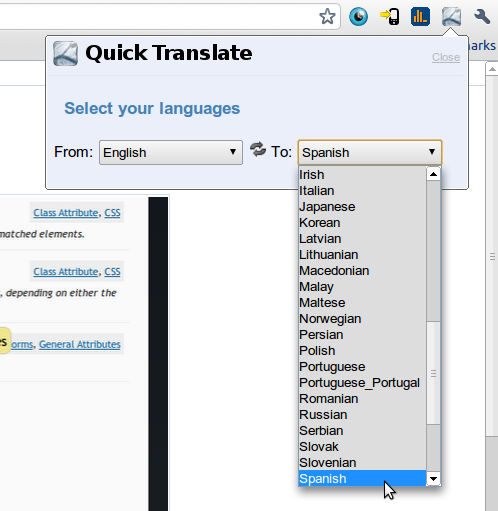 arks
Quick Translate
Close
Select your languages
From: English To: Spanish
Irish
Italian
Japanese
Korean
Latvian
Lithuanian
Macedonian
Malay
Maltese
Norwegian
Persian
Polish
Portuguese
Portuguese_Portugal
Romanian
Russian
Serbian
Slovak
Slovenian
Spanish
Class Attribute, CSS
matched elements.
Class Attribute, CSS
, depending on either the
es orms, General Attributes